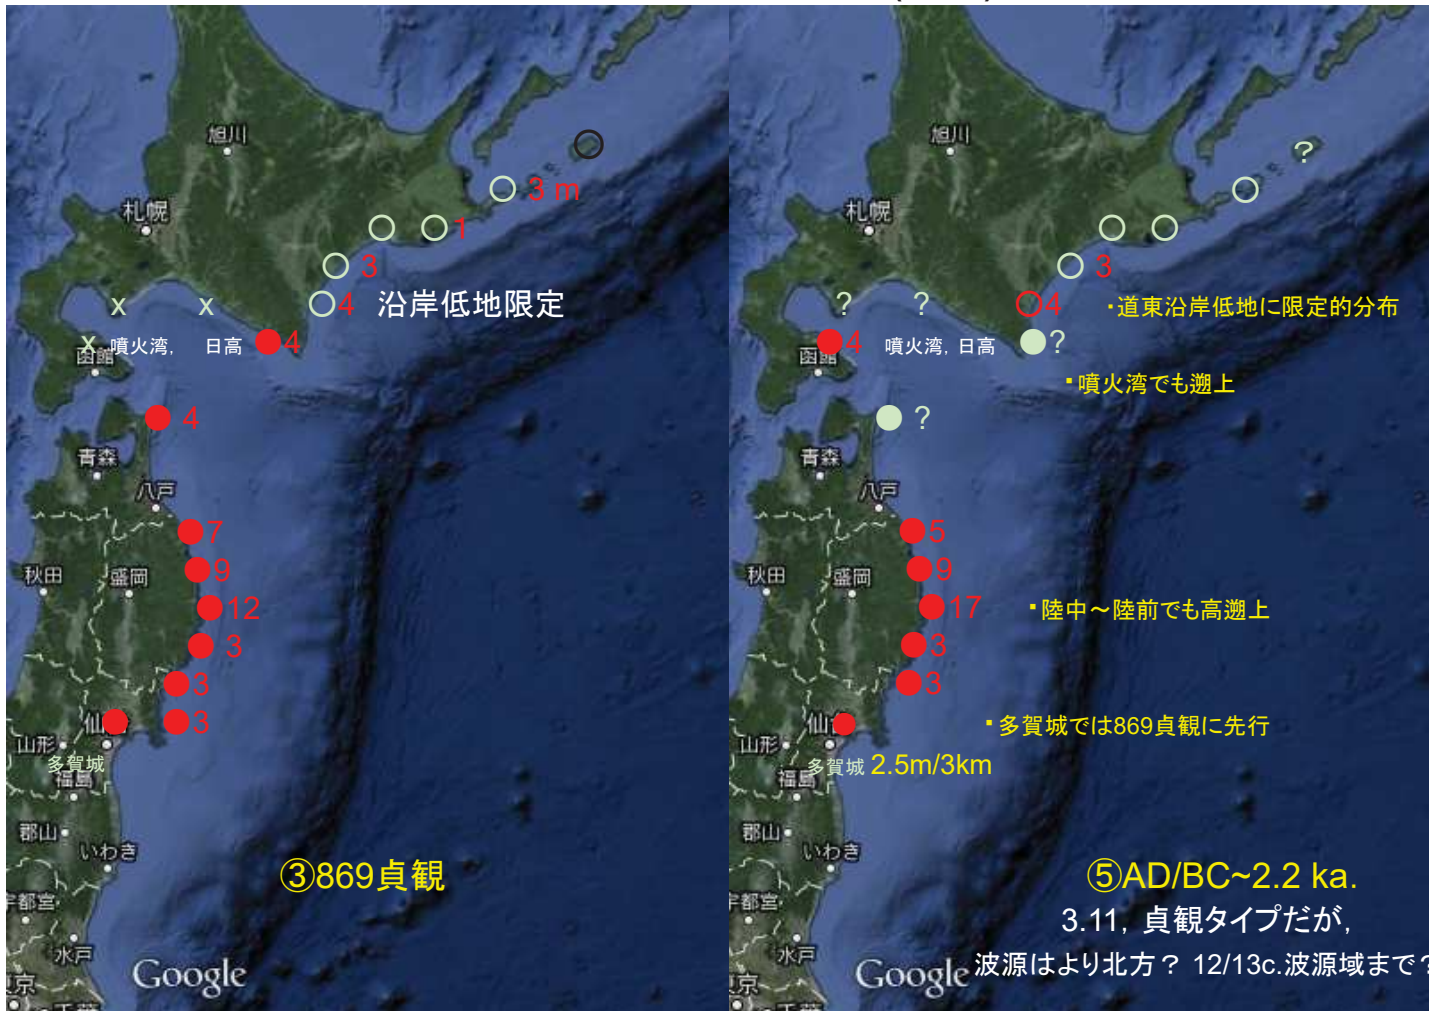 旭川
3 m
札幌
1
3
x x
4 沿岸低地限定
x 噴火湾, 日高 4
函館
4
青森
八戸
7
秋田 盛岡 9
12
3
3
仙 3
山形
多賀城
福島
郡山
いわき
③869貞観
宇都宮
水戸
Google
旭川
?
札幌
3
? ? 4 ・道東沿岸低地に限定的分布
4 噴火湾, 日高 ?
函館
・噴火湾でも遡上
?
青森
八戸
5
秋田 盛岡 9
17 ・陸中～陸前でも高遡上
3
3
仙台 ・多賀城では869貞観に先行
山形
多賀城 2.5m/3km
福島
郡山
いわき
⑤AD/BC~2.2 ka.
3.11, 貞観タイプだが,
水戸
Google 波源はより北方？ 12/13c.波源域まで？